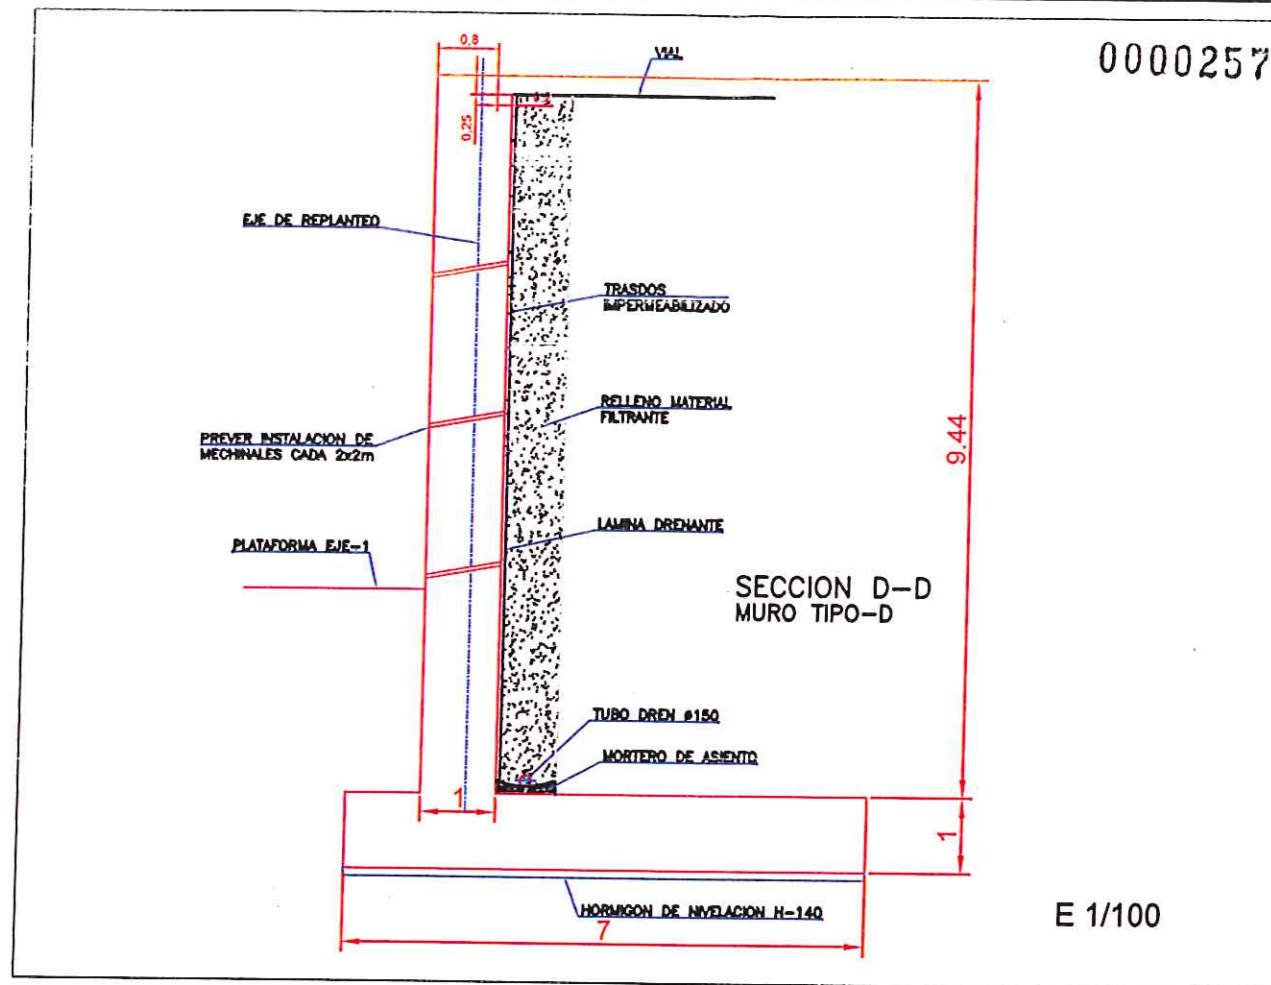 0000257
0,8
VIAL
0,25
EJE DE REPLANTEO
TRASDOS
IMPERMEABILIZADO
RELLENO MATERIAL
FILTRANTE
PREVER INSTALACION DE
MECHINALES CADA 2x2m
9.44
LAMINA DRENANTE
PLATAFORMA EJE-1
SECCION D-D
MURO TIPO-D
TUBO DREN ø150
MORTERO DE ASIENTO
1
1
HORMIGON DE NIVELACION H-140
7
E 1/100